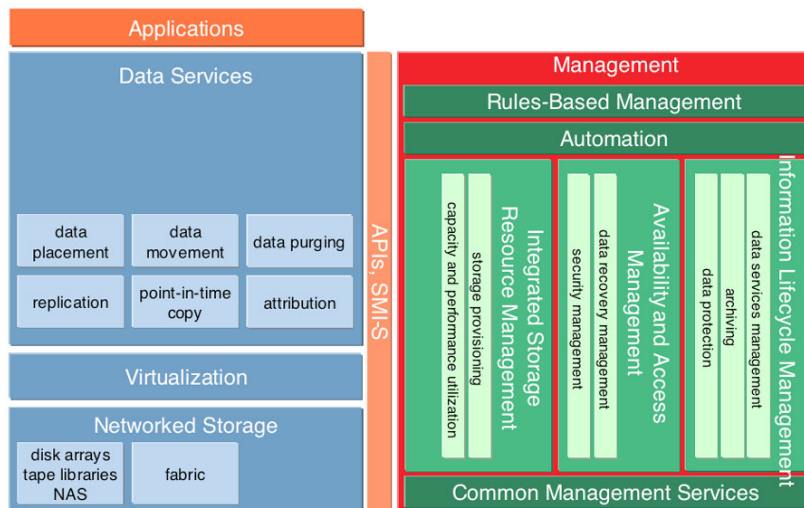 Applications
Data Services
data
placement
data
movement
data purging
replication
point-in-time
copy
attribution
Virtualization
Networked Storage
disk arrays
tape libraries
NAS
fabric
APIs, SMI-S
Management
Rules-Based Management
Automation
Integrated Storage
Resource Management
storage provisioning
capacity and performance utilization
Availability and Access
Management
data recovery management
security management
Information Lifecycle Management
data services management
archiving
data protection
Common Management Services